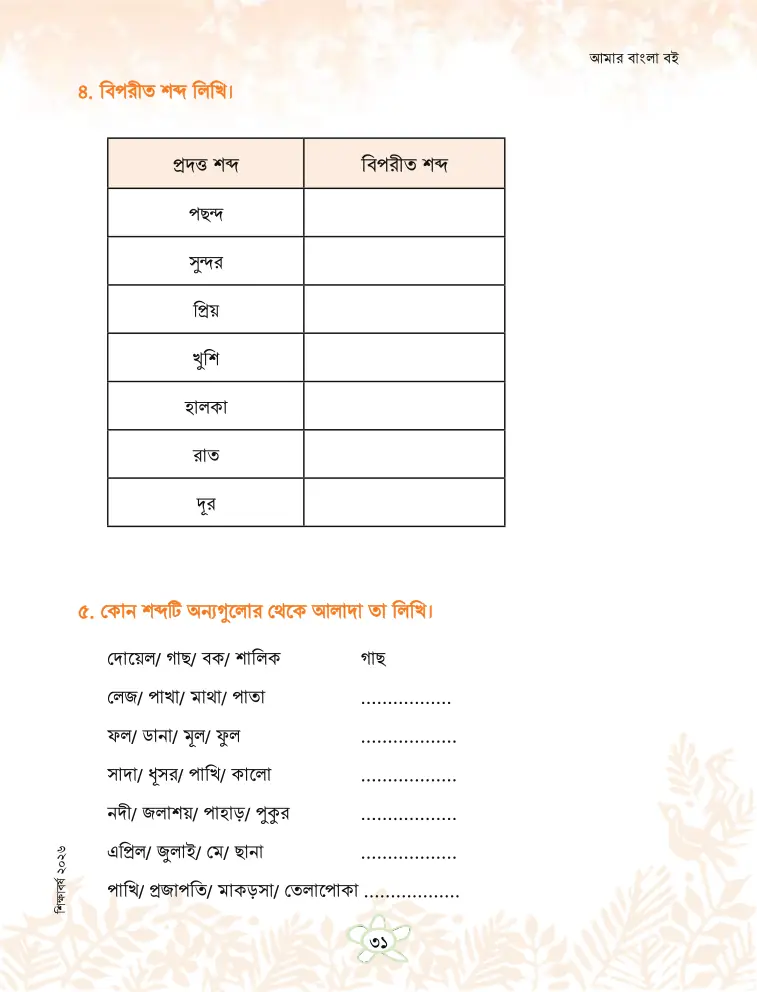 আমার বাংলা বই
৪. বিপরীত শব্দ লিখি।
প্রদত্ত শব্দ বিপরীত শব্দ
পছন্দ
সুন্দর
প্রিয়
খুশি
হালকা
রাত
দূর
৫. কোন শব্দটি অন্যগুলোর থেকে আলাদা তা লিখি।
দোয়েল/ গাছ/ বক/ শালিক গাছ
লেজ/ পাখা/ মাথা/ পাতা .................
ফল/ ডানা/ মূল/ ফুল ..................
সাদা/ ধূসর/ পাখি/ কালো ..................
নদী/ জলাশয়/ পাহাড়/ পুকুর ..................
এপ্রিল/ জুলাই/ মে/ ছানা ..................
পাখি/ প্রজাপতি/ মাকড়সা/ তেলাপোকা ..................
শিক্ষাবর্ষ ২০২৬
৩১